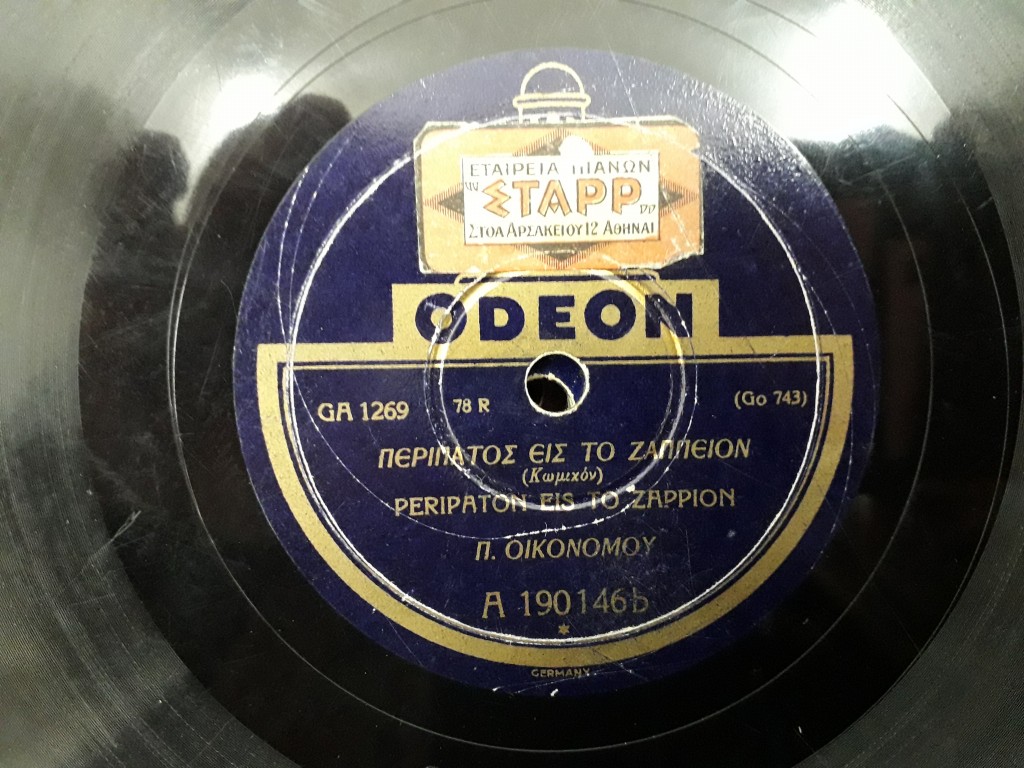 ΕΤΑΙΡΕΙΑ ΠΙΑΝΩΝ
ΣΤΑΡΡ
ΣΤΟΑ ΑΡΣΑΚΕΙΟΥ 12 ΑΘΗΝΑΙ
ODEON
GA 1269 78 R (Go 743)
ΠΕΡΙΠΑΤΟΣ ΕΙΣ ΤΟ ΖΑΠΠΕΙΟΝ
(Κωμικόν)
PERIPATON EIS TO ZAPPION
Π. ΟΙΚΟΝΟΜΟΥ
A 190146b
GERMANY